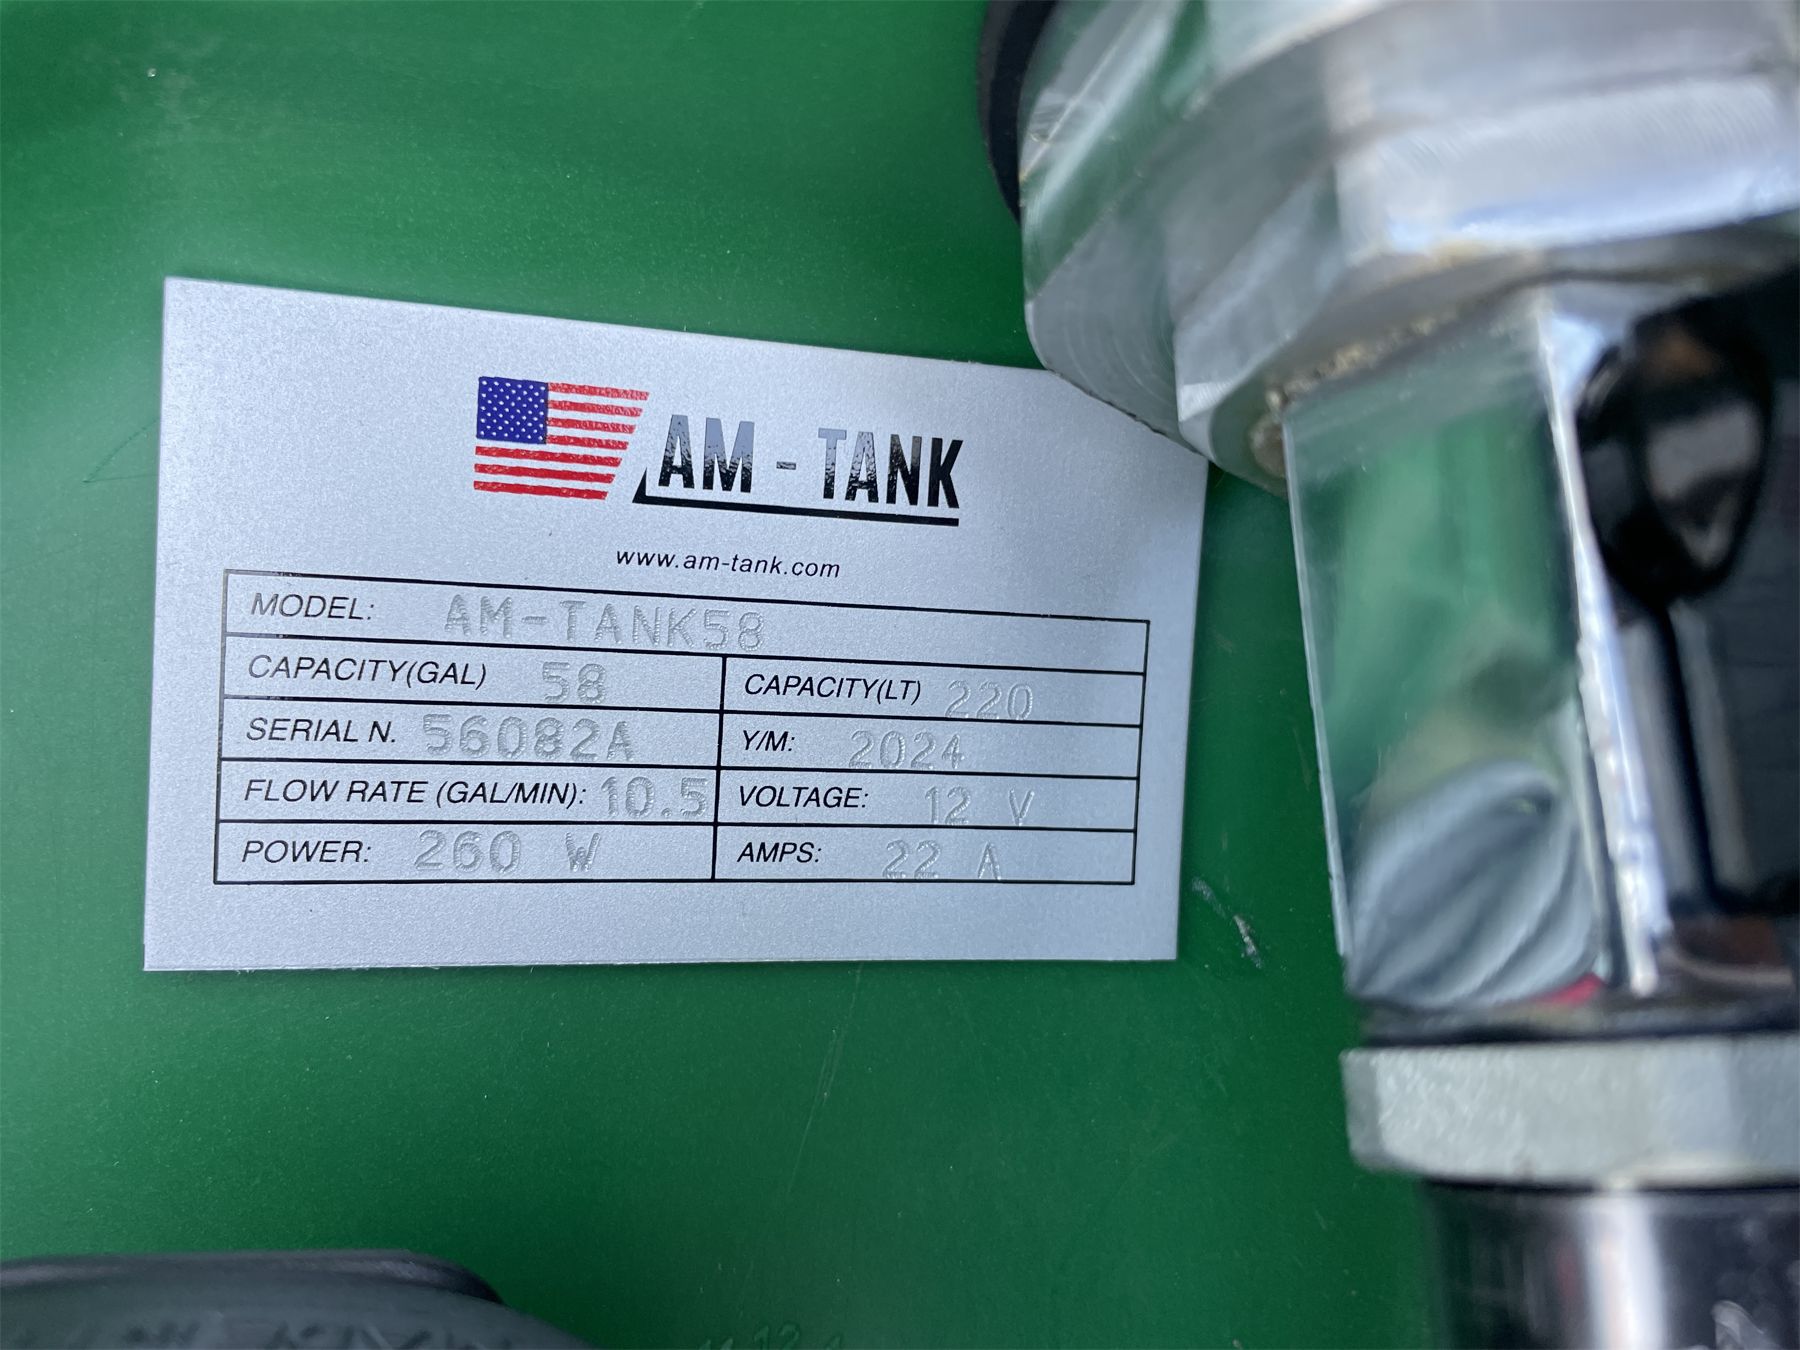 AM - TANK
www.am-tank.com
MODEL: AM-TANK58
CAPACITY(GAL) 58 CAPACITY(LT) 220
SERIAL N. 56082A Y/M: 2024
FLOW RATE (GAL/MIN): 10.5 VOLTAGE: 12 V
POWER: 260 W AMPS: 22 A